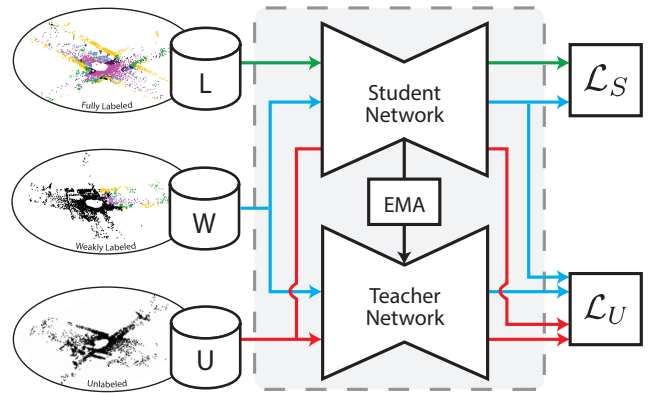 Fully Labeled
L
Student
Network
ℒ_S
EMA
Weakly Labeled
W
Teacher
Network
ℒ_U
Unlabeled
U